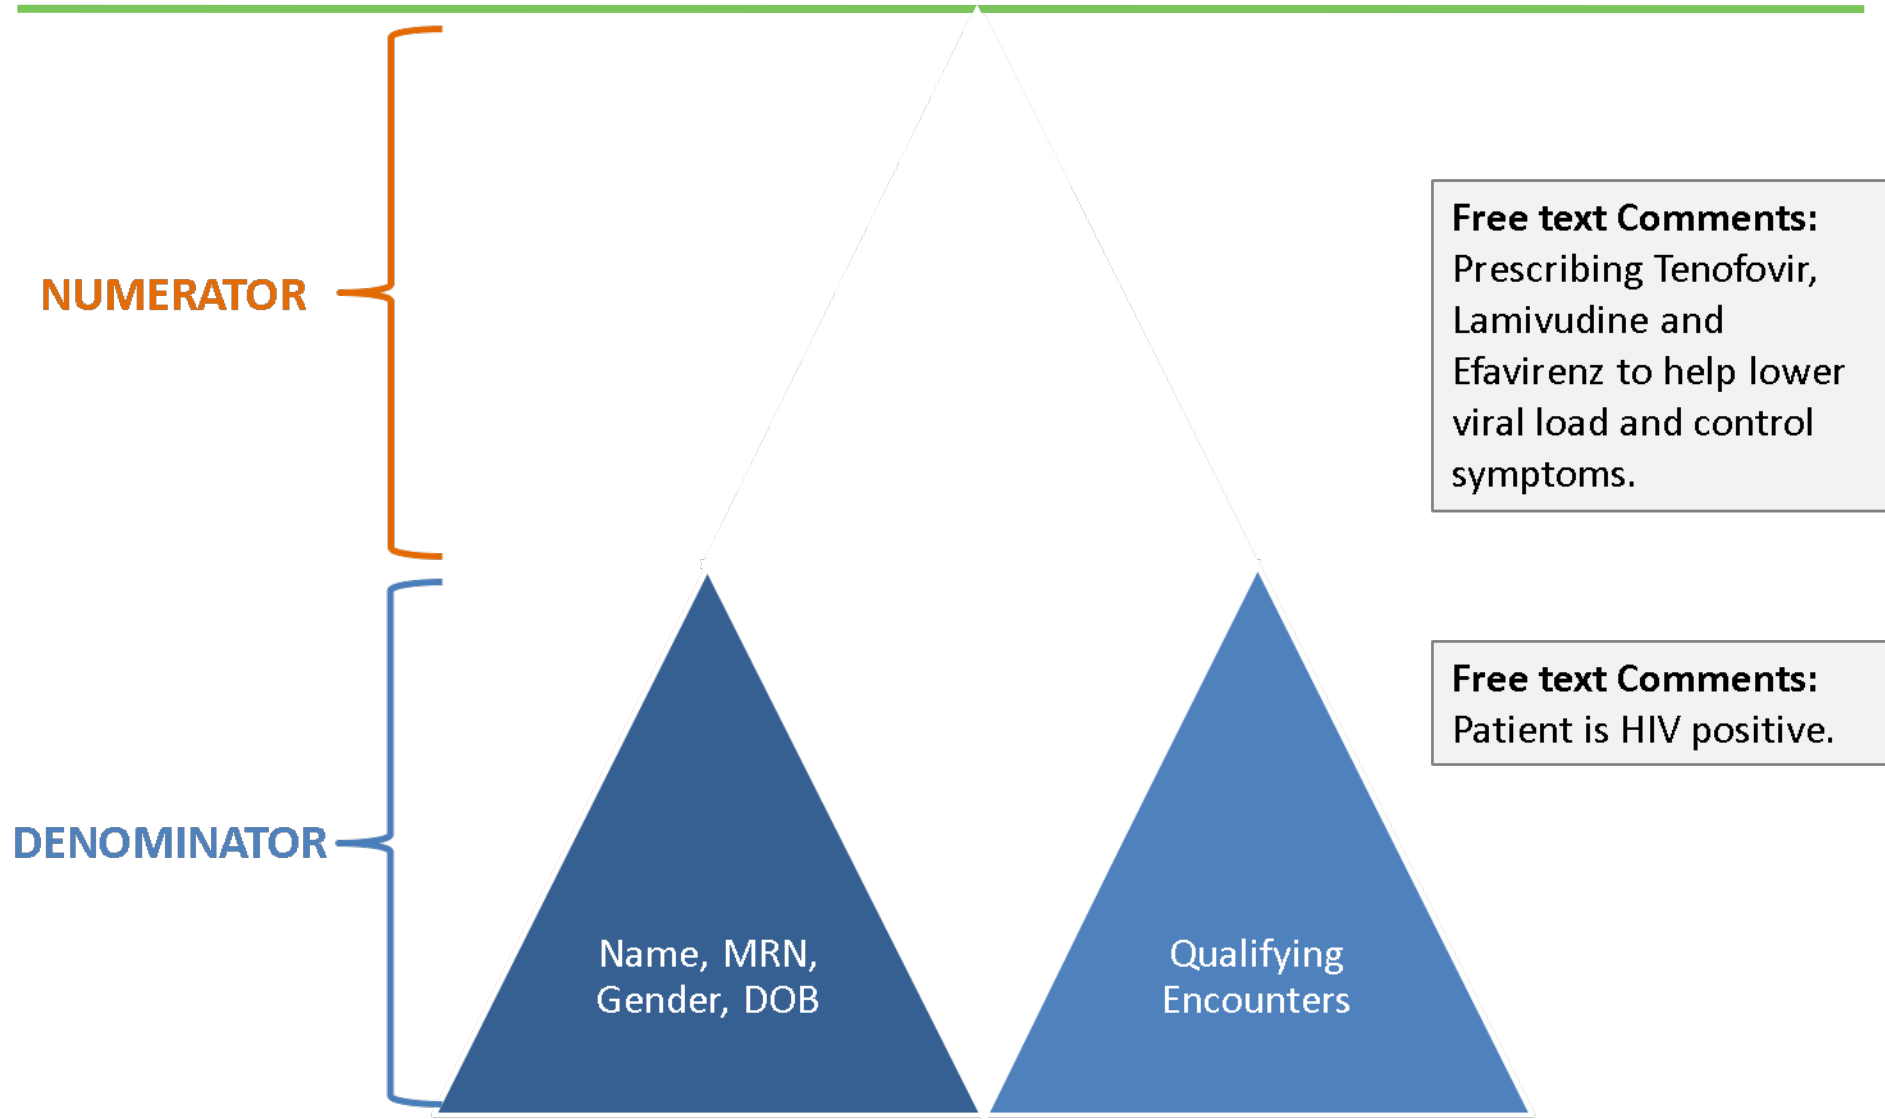 NUMERATOR
Free text Comments:
Prescribing Tenofovir,
Lamivudine and
Efavirenz to help lower
viral load and control
symptoms.
Free text Comments:
Patient is HIV positive.
DENOMINATOR
Name, MRN,
Gender, DOB
Qualifying
Encounters